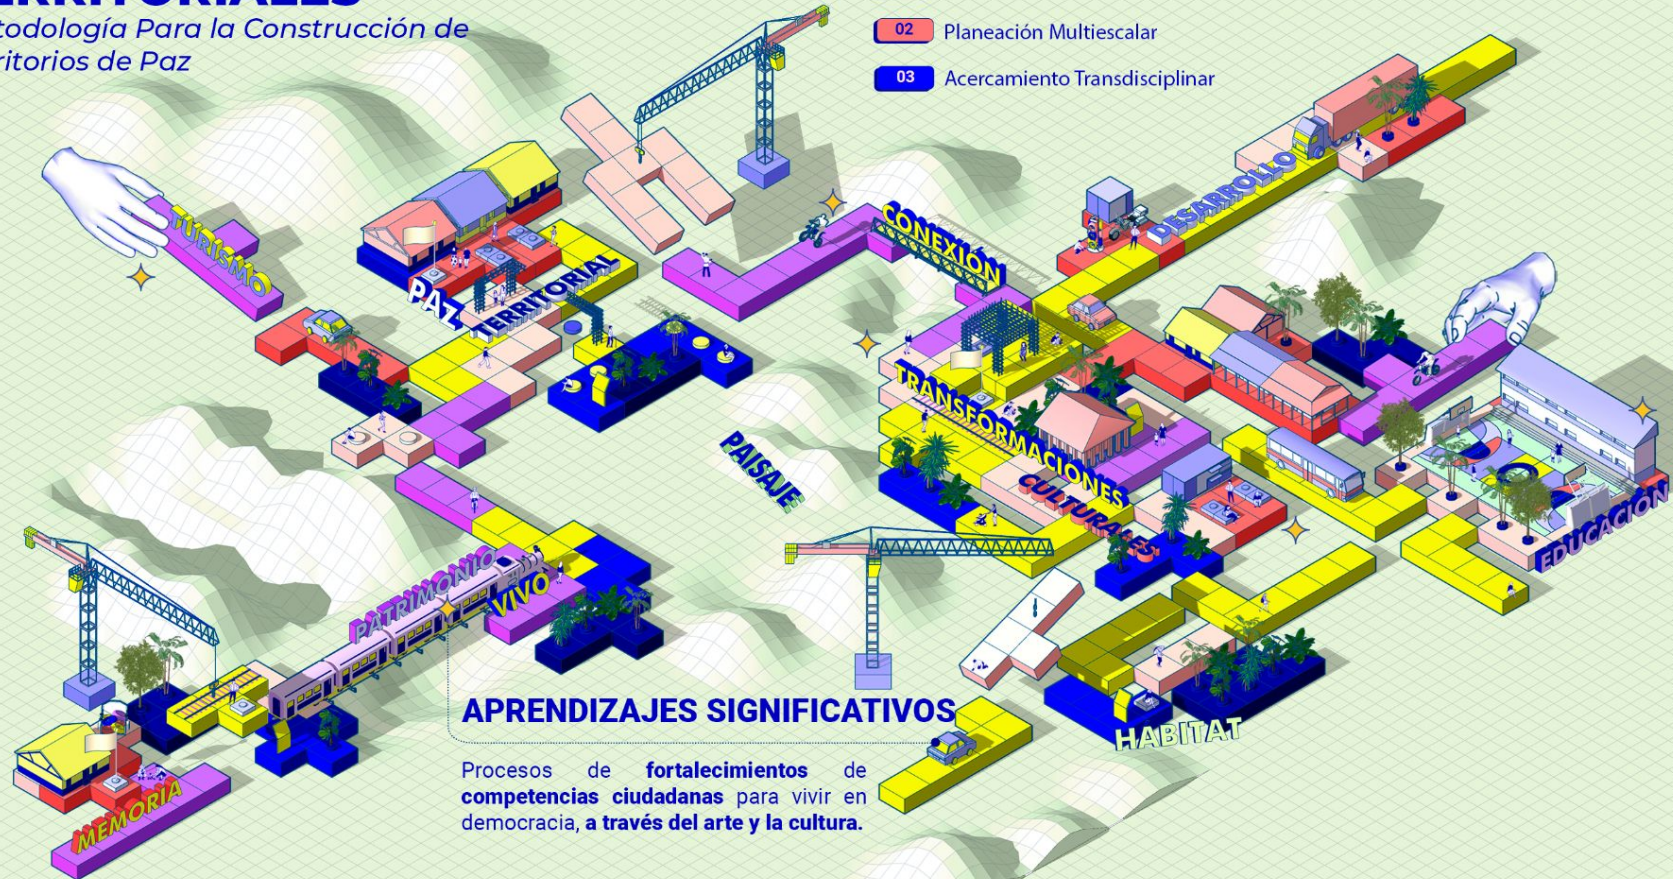 ERRITORIALES
todología Para la Construcción de
ritorios de Paz
02 Planeación Multiescalar
03 Acercamiento Transdisciplinar
TURISMO
PAZ
TERRITORIAL
CONEXIÓN
DESARROLLO
TRANSFORMACIONES
CULTURALES
PAISAJE
EDUCACIÓN
PATRIMONIO
VIVO
HABITAT
MEMORIA
APRENDIZAJES SIGNIFICATIVOS
Procesos de fortalecimientos de
competencias ciudadanas para vivir en
democracia, a través del arte y la cultura.